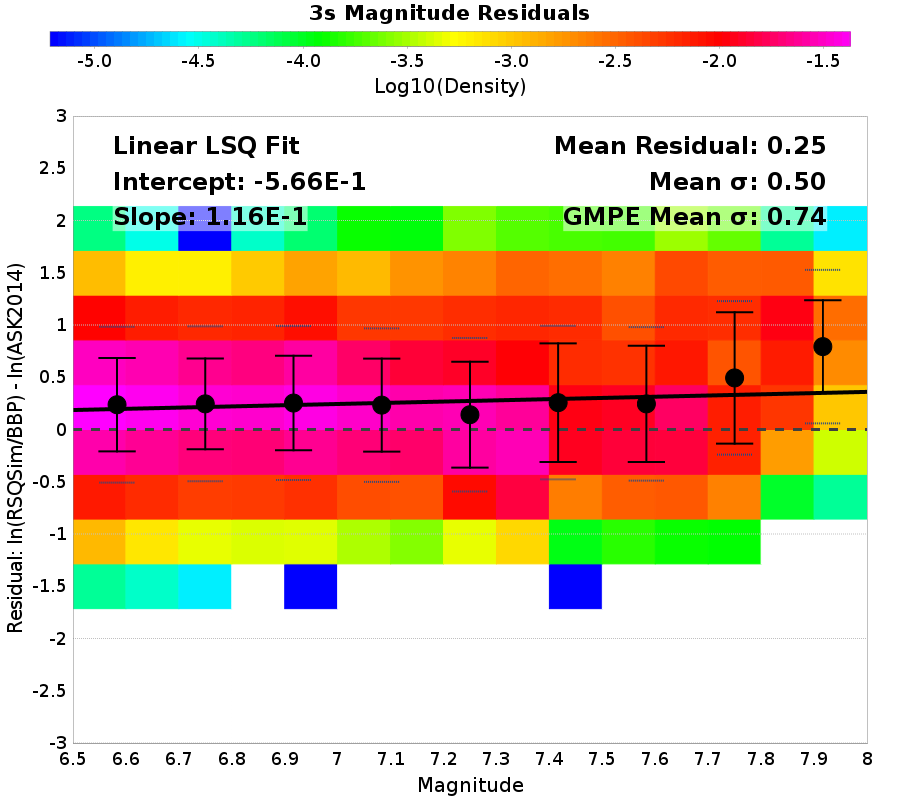 3s Magnitude Residuals
-5.0 -4.5 -4.0 -3.5 -3.0 -2.5 -2.0 -1.5
Log10(Density)
Linear LSQ Fit
Intercept: -5.66E-1
Slope: 1.16E-1
Mean Residual: 0.25
Mean σ: 0.50
GMPE Mean σ: 0.74
Residual: ln(RSQSim/BBP) - ln(ASK2014)
3
2.5
2
1.5
1
0.5
0
-0.5
-1
-1.5
-2
-2.5
-3
6.5 6.6 6.7 6.8 6.9 7 7.1 7.2 7.3 7.4 7.5 7.6 7.7 7.8 7.9 8
Magnitude